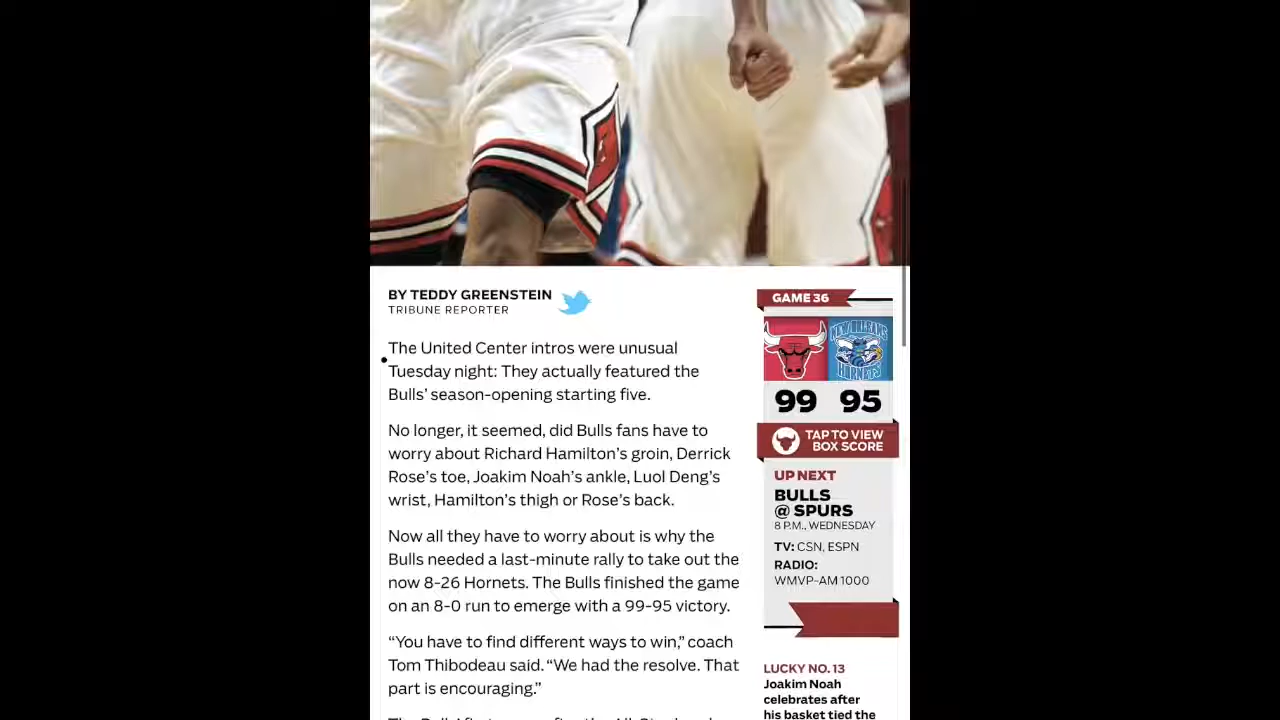 BY TEDDY GREENSTEIN
TRIBUNE REPORTER
The United Center intros were unusual
Tuesday night: They actually featured the
Bulls’ season-opening starting five.
No longer, it seemed, did Bulls fans have to
worry about Richard Hamilton’s groin, Derrick
Rose’s toe, Joakim Noah’s ankle, Luol Deng’s
wrist, Hamilton’s thigh or Rose’s back.
Now all they have to worry about is why the
Bulls needed a last-minute rally to take out the
now 8-26 Hornets. The Bulls finished the game
on an 8-0 run to emerge with a 99-95 victory.
“You have to find different ways to win,” coach
Tom Thibodeau said. “We had the resolve. That
part is encouraging.”
GAME 36
NEW ORLEANS
HORNETS
99 95
TAP TO VIEW
BOX SCORE
UP NEXT
BULLS
@ SPURS
8 P.M., WEDNESDAY
TV: CSN, ESPN
RADIO:
WMVP-AM 1000
LUCKY NO. 13
Joakim Noah
celebrates after
his basket tied the